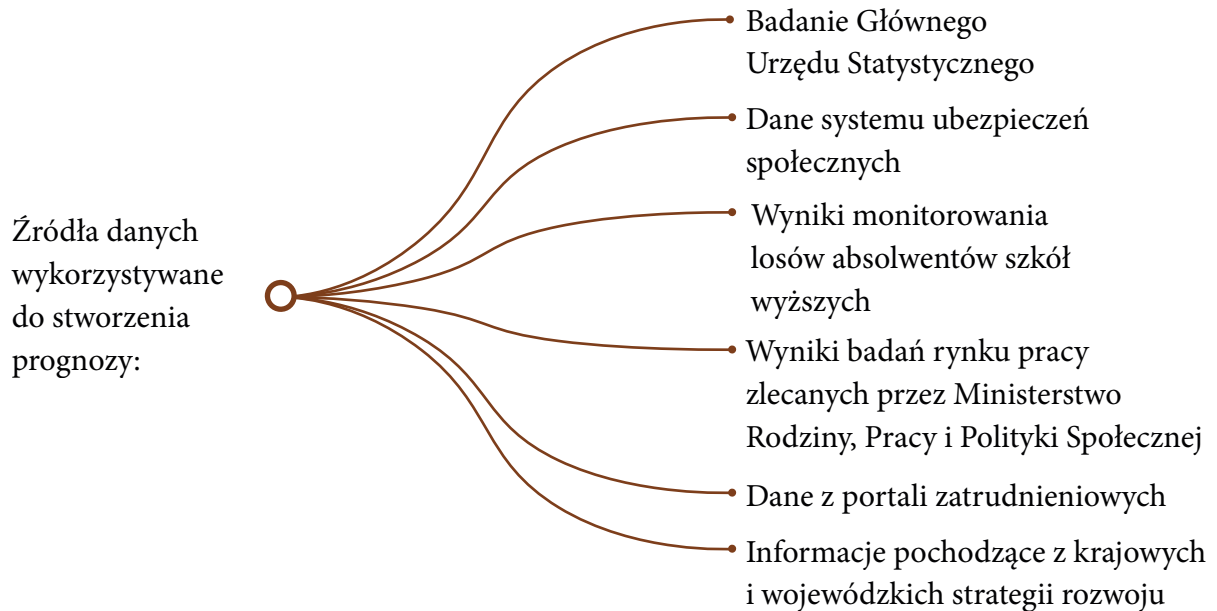 Źródła danych
wykorzystywane
do stworzenia
prognozy:
Badanie Głównego
Urzędu Statystycznego
Dane systemu ubezpieczeń
społecznych
Wyniki monitorowania
losów absolwentów szkół
wyższych
Wyniki badań rynku pracy
zlecanych przez Ministerstwo
Rodziny, Pracy i Polityki Społecznej
Dane z portali zatrudnieniowych
Informacje pochodzące z krajowych
i wojewódzkich strategii rozwoju